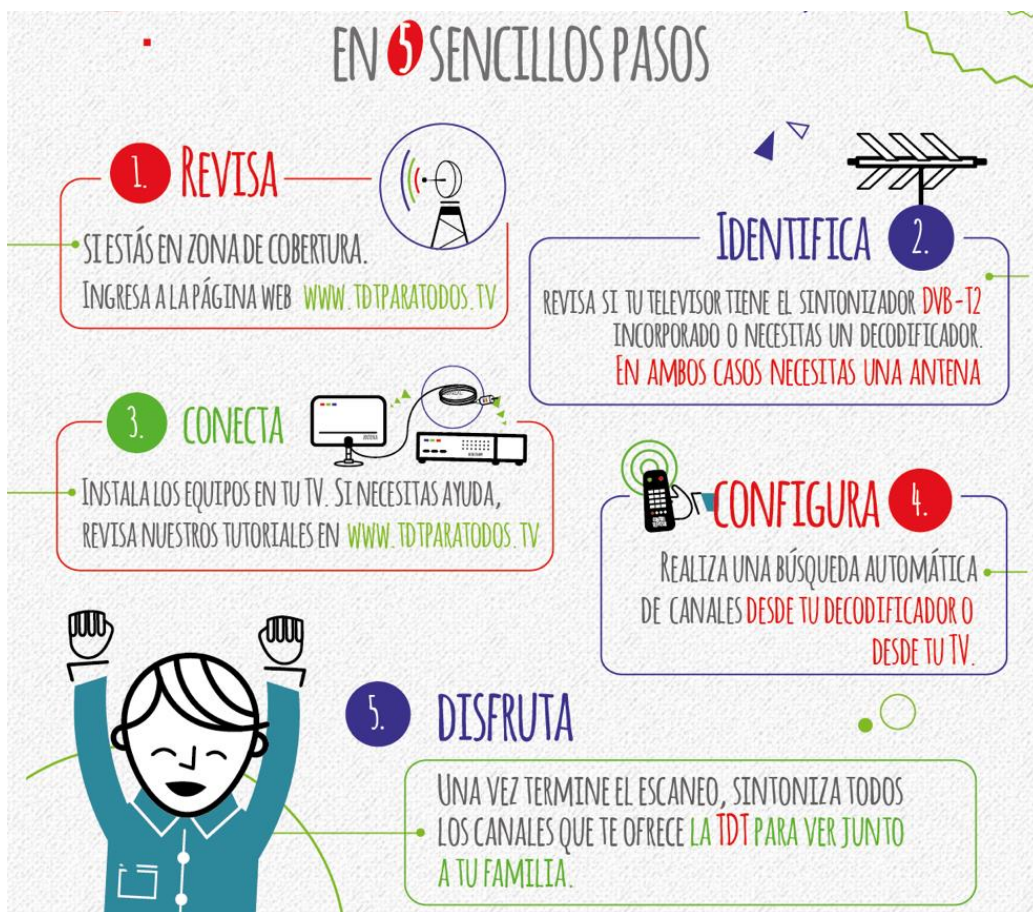 EN 5 SENCILLOS PASOS
1. REVISA
SI ESTÁS EN ZONA DE COBERTURA.
INGRESA A LA PÁGINA WEB WWW.TDTPARATODOS.TV
IDENTIFICA 2.
REVISA SI TU TELEVISOR TIENE EL SINTONIZADOR DVB-T2
INCORPORADO O NECESITAS UN DECODIFICADOR.
EN AMBOS CASOS NECESITAS UNA ANTENA
3. CONECTA
INSTALA LOS EQUIPOS EN TU TV. SI NECESITAS AYUDA,
REVISA NUESTROS TUTORIALES EN WWW.TDTPARATODOS.TV
CONFIGURA 4.
REALIZA UNA BÚSQUEDA AUTOMÁTICA
DE CANALES DESDE TU DECODIFICADOR O
DESDE TU TV.
5. DISFRUTA
UNA VEZ TERMINE EL ESCANEO, SINTONIZA TODOS
LOS CANALES QUE TE OFRECE LA TDT PARA VER JUNTO
A TU FAMILIA.